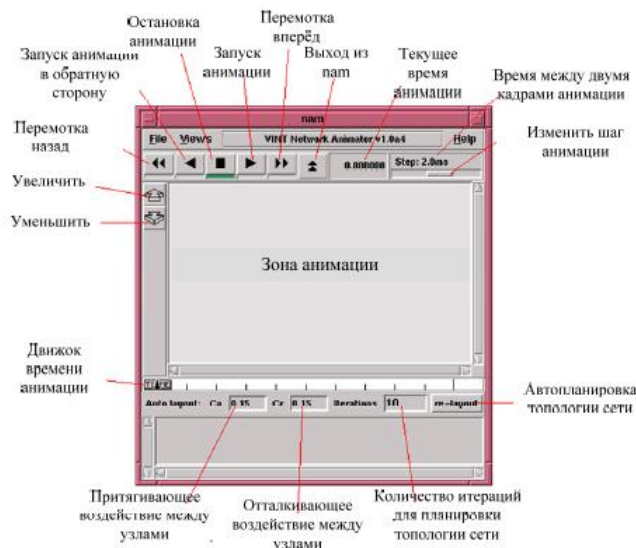 Остановка
анимации
Перемотка
вперёд
Запуск анимации
в обратную
сторону
Запуск
анимации
Выход из
nam
Текущее
время
анимации
Время между двумя
кадрами анимации
Перемотка
назад
Изменить шаг
анимации
nam
File Views VINT Network Animator v1.0a4 Help
0.000000 Step: 2.0ms
Увеличить
Уменьшить
Зона анимации
Движок
времени
анимации
Auto layout: Ca 0.15 Cr 0.15 Iterations 10 re-layout
Автопланировка
топологии сети
Притягивающее
воздействие между
узлами
Отталкивающее
воздействие между
узлами
Количество итераций
для планировки
топологии сети